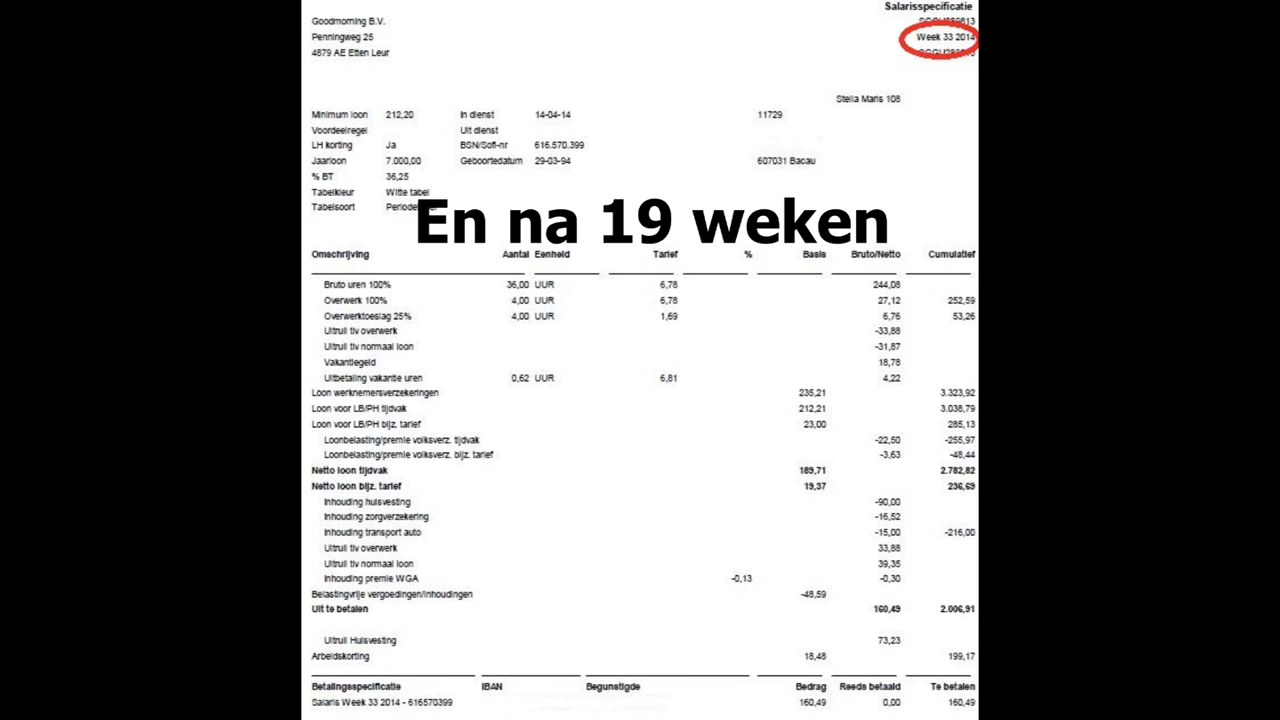 Salarisspecificatie
Goodmorning B.V.
Penningweg 25 Week 33 2014
4879 AE Etten Leur
Stella Maris 108
Minimum loon 212,20 In dienst 14-04-14 11729
Voordeelregel Uit dienst
LH korting Ja BSN/Sofi-nr 616.570.399
Jaarloon 7.000,00 Geboortedatum 29-03-94 607031 Bacau
% BT 36,25
Tabelkleur Witte tabel
Tabelsoort
En na 19 weken
Omschrijving Aantal Eenheid Tarief % Basis Bruto/Netto Cumulatief
Bruto uren 100% 36,00 UUR 6,78 244,08
Overwerk 100% 4,00 UUR 6,78 27,12 252,59
Overwerktoeslag 25% 4,00 UUR 1,69 6,76 53,26
Uitruil tlv overwerk -33,88
Uitruil tlv normaal loon -31,87
Vakantiegeld 18,78
Uitbetaling vakantie uren 0,62 UUR 6,81 4,22
Loon werknemersverzekeringen 235,21 3.323,92
Loon voor LB/PH tijdvak 212,21 3.038,79
Loon voor LB/PH bijz. tarief 23,00 285,13
Loonbelasting/premie volksverz. tijdvak -22,50 -255,97
Loonbelasting/premie volksverz. bijz. tarief -3,63 -48,44
Netto loon tijdvak 189,71 2.782,82
Netto loon bijz. tarief 19,37 236,69
Inhouding huisvesting -90,00
Inhouding zorgverzekering -16,52
Inhouding transport auto -15,00 -216,00
Uitruil tlv overwerk 33,88
Uitruil tlv normaal loon 39,35
Inhouding premie WGA -0,13 -0,30
Belastingvrije vergoedingen/inhoudingen -48,59
Uit te betalen 160,49 2.006,91
Uitruil Huisvesting 73,23
Arbeidskorting 18,48 199,17
Betalingsspecificatie IBAN Begunstigde Bedrag Reeds betaald Te betalen
Salaris Week 33 2014 - 616570399 160,49 0,00 160,49